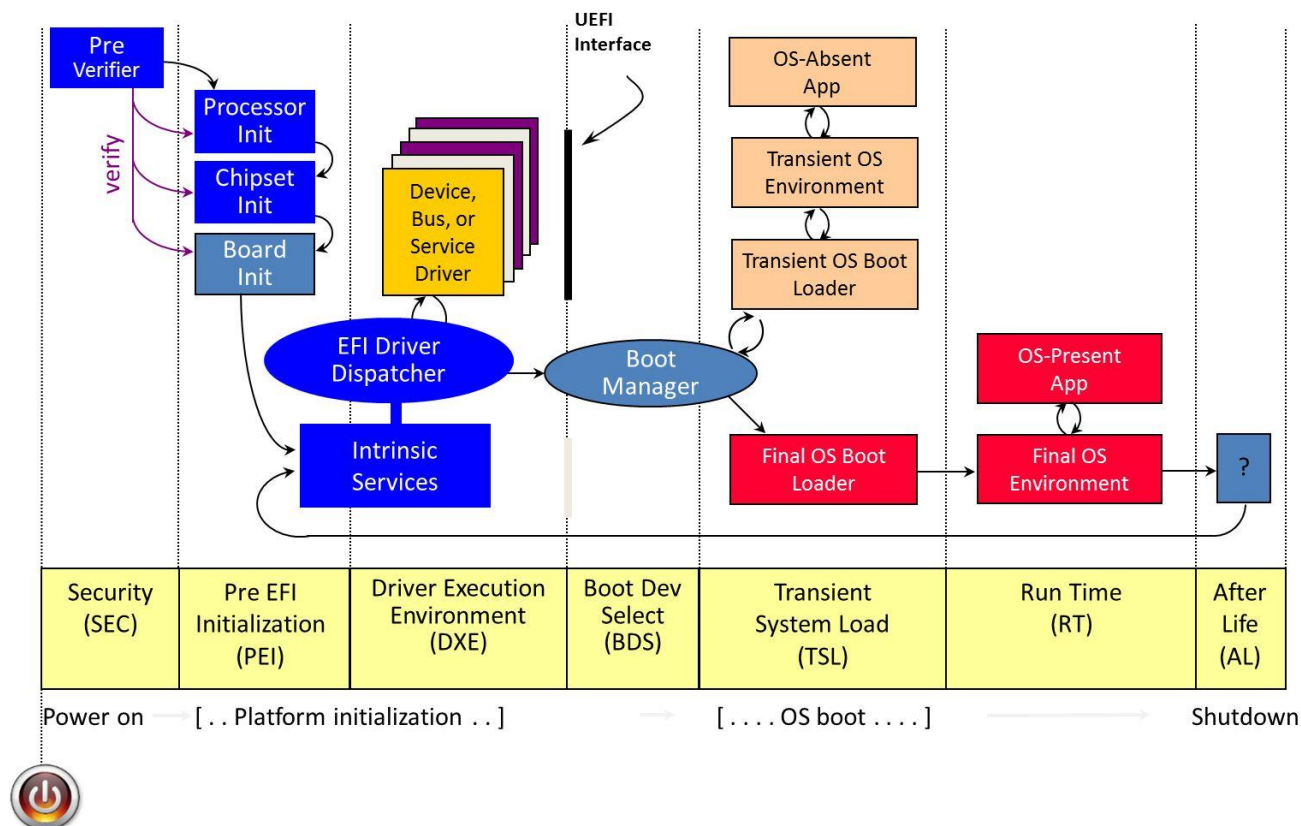 UEFI
Interface
Pre
Verifier
verify
Processor
Init
Chipset
Init
Board
Init
Device,
Bus, or
Service
Driver
EFI Driver
Dispatcher
Intrinsic
Services
Boot
Manager
OS-Absent
App
Transient OS
Environment
Transient OS Boot
Loader
Final OS Boot
Loader
OS-Present
App
Final OS
Environment
?
Security
(SEC)
Pre EFI
Initialization
(PEI)
Driver Execution
Environment
(DXE)
Boot Dev
Select
(BDS)
Transient
System Load
(TSL)
Run Time
(RT)
After
Life
(AL)
Power on
[ . . Platform initialization . . ]
[ . . . . OS boot . . . . ]
Shutdown